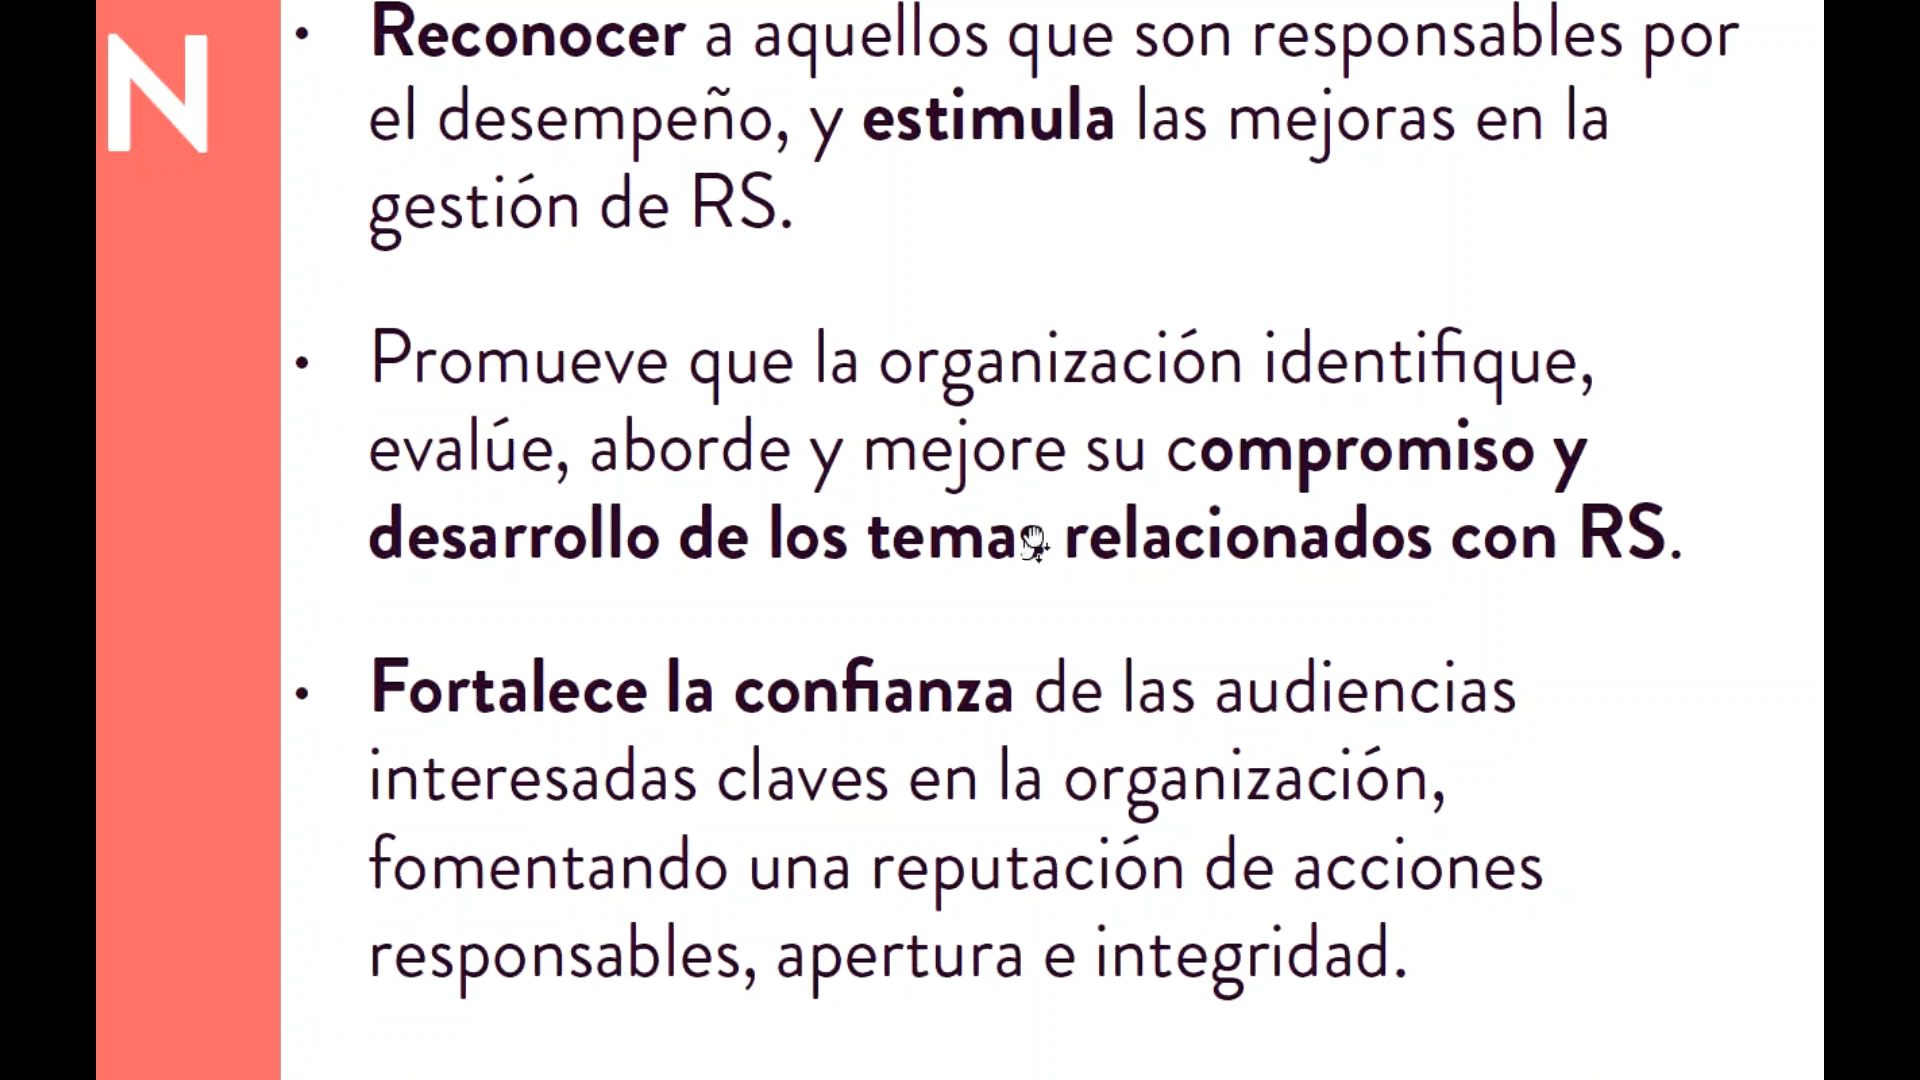 N
• Reconocer a aquellos que son responsables por
el desempeño, y estimula las mejoras en la
gestión de RS.
• Promueve que la organización identifique,
evalúe, aborde y mejore su compromiso y
desarrollo de los temas relacionados con RS.
• Fortalece la confianza de las audiencias
interesadas claves en la organización,
fomentando una reputación de acciones
responsables, apertura e integridad.